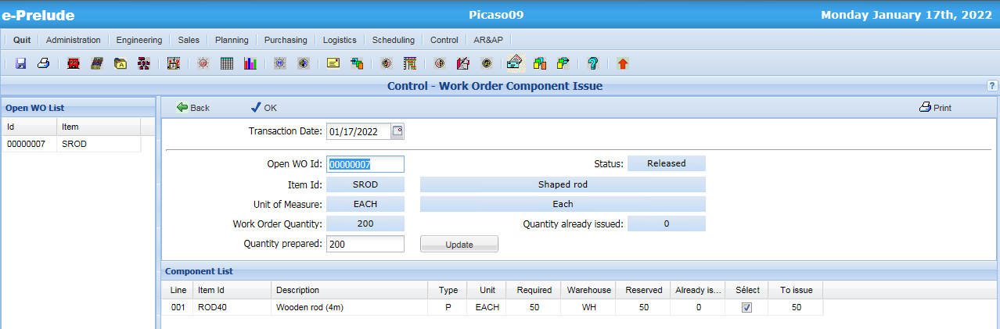 e-Prelude Picaso09 Monday January 17th, 2022
Quit Administration Engineering Sales Planning Purchasing Logistics Scheduling Control AR&AP
Control - Work Order Component Issue ?
Open WO List
Id Item
00000007 SROD
Back OK Print
Transaction Date: 01/17/2022
Open WO Id: 00000007 Status: Released
Item Id: SROD Shaped rod
Unit of Measure: EACH Each
Work Order Quantity: 200 Quantity already issued: 0
Quantity prepared: 200 Update
Component List
Line Item Id Description Type Unit Required Warehouse Reserved Already is... Sélect To issue
001 ROD40 Wooden rod (4m) P EACH 50 WH 50 0 50